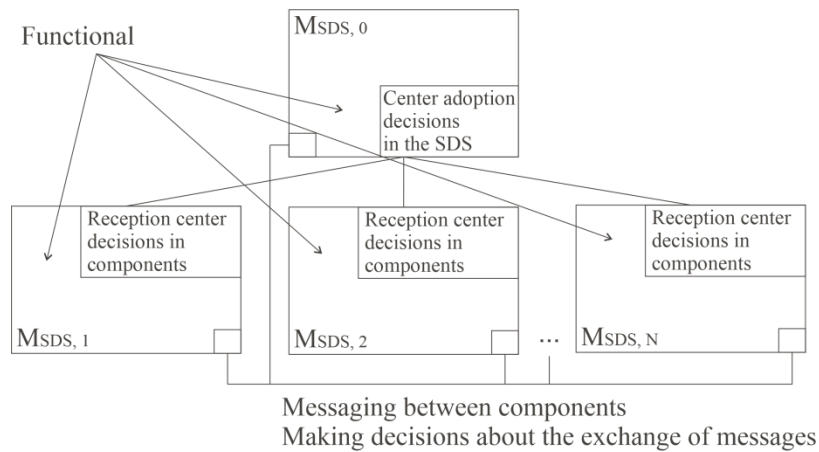 Functional
MSDS, 0
Center adoption
decisions
in the SDS
Reception center
decisions in
components
MSDS, 1
Reception center
decisions in
components
MSDS, 2
...
Reception center
decisions in
components
MSDS, N
Messaging between components
Making decisions about the exchange of messages